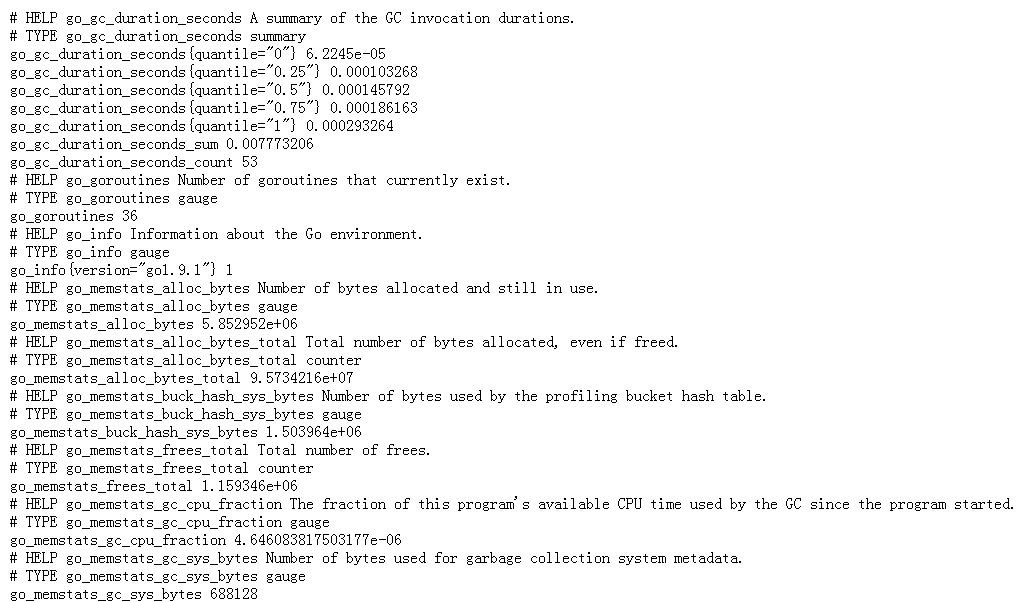 # HELP go_gc_duration_seconds A summary of the GC invocation durations.
# TYPE go_gc_duration_seconds summary
go_gc_duration_seconds{quantile="0"} 6.2245e-05
go_gc_duration_seconds{quantile="0.25"} 0.000103268
go_gc_duration_seconds{quantile="0.5"} 0.000145792
go_gc_duration_seconds{quantile="0.75"} 0.000186163
go_gc_duration_seconds{quantile="1"} 0.000293264
go_gc_duration_seconds_sum 0.007773206
go_gc_duration_seconds_count 53
# HELP go_goroutines Number of goroutines that currently exist.
# TYPE go_goroutines gauge
go_goroutines 36
# HELP go_info Information about the Go environment.
# TYPE go_info gauge
go_info{version="go1.9.1"} 1
# HELP go_memstats_alloc_bytes Number of bytes allocated and still in use.
# TYPE go_memstats_alloc_bytes gauge
go_memstats_alloc_bytes 5.852952e+06
# HELP go_memstats_alloc_bytes_total Total number of bytes allocated, even if freed.
# TYPE go_memstats_alloc_bytes_total counter
go_memstats_alloc_bytes_total 9.5734216e+07
# HELP go_memstats_buck_hash_sys_bytes Number of bytes used by the profiling bucket hash table.
# TYPE go_memstats_buck_hash_sys_bytes gauge
go_memstats_buck_hash_sys_bytes 1.503964e+06
# HELP go_memstats_frees_total Total number of frees.
# TYPE go_memstats_frees_total counter
go_memstats_frees_total 1.159346e+06
# HELP go_memstats_gc_cpu_fraction The fraction of this program's available CPU time used by the GC since the program started.
# TYPE go_memstats_gc_cpu_fraction gauge
go_memstats_gc_cpu_fraction 4.646083817503177e-06
# HELP go_memstats_gc_sys_bytes Number of bytes used for garbage collection system metadata.
# TYPE go_memstats_gc_sys_bytes gauge
go_memstats_gc_sys_bytes 688128